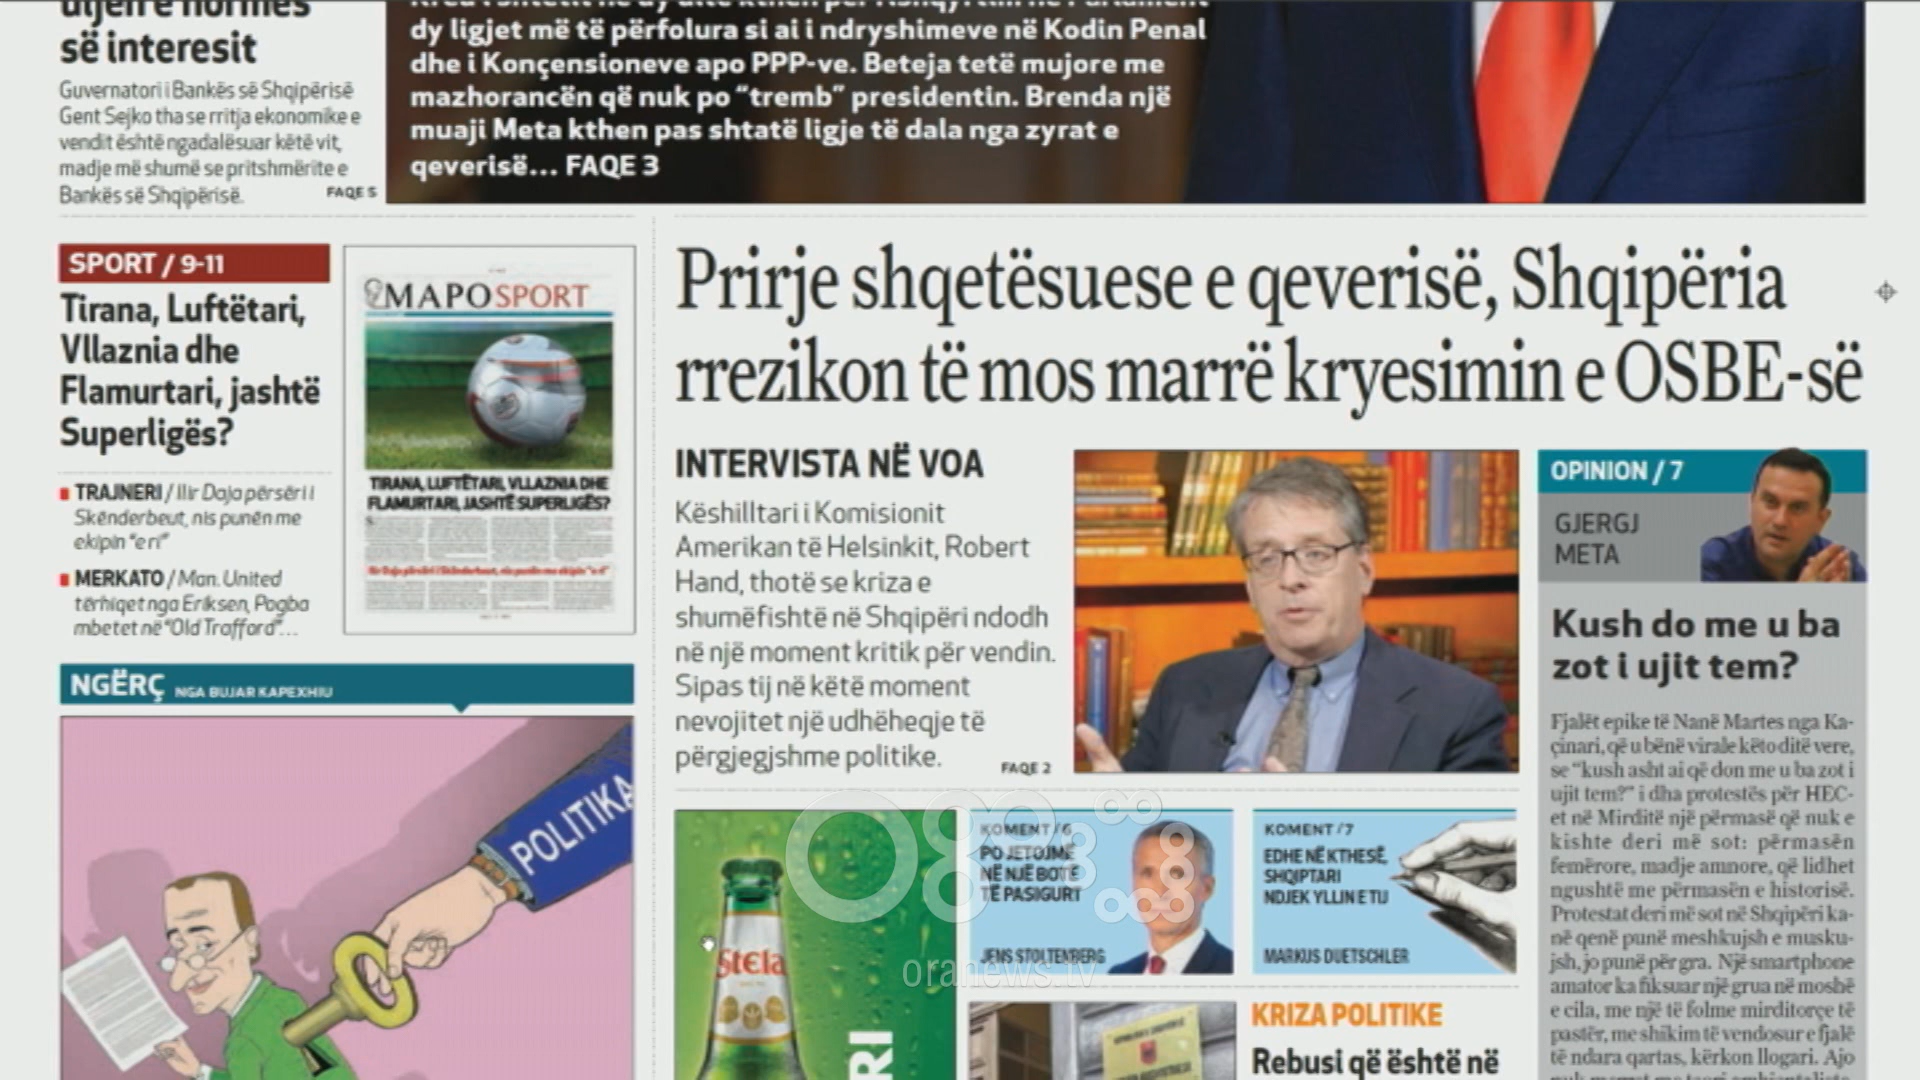 uljen e normës
së interesit
Guvernatori i Bankës së Shqipërisë
Gent Sejko tha se rritja ekonomike e
vendit është ngadalësuar këtë vit,
madje më shumë se pritshmërite e
Bankës së Shqipërisë.
FAQE 5
dy ligjet më të përfolura si ai i ndryshimeve në Kodin Penal
dhe i Konçensioneve apo PPP-ve. Beteja tetë mujore me
mazhorancën që nuk po “tremb” presidentin. Brenda një
muaji Meta kthen pas shtatë ligje të dala nga zyrat e
qeverisë... FAQE 3
SPORT / 9-11
Tirana, Luftëtari,
Vllaznia dhe
Flamurtari, jashtë
Superligës?
TRAJNERI / Ilir Daja përsëri i
Skënderbeut, nis punën me
ekipin “e ri”
MERKATO / Man. United
tërhiqet nga Eriksen, Pogba
mbetet në “Old Trafford”...
MAPO SPORT
TIRANA, LUFTËTARI, VLLAZNIA DHE
FLAMURTARI, JASHTË SUPERLIGËS?
Ilir Daja përsëri i Skënderbeut, nis punën me ekipin “e ri”
NGËRÇ NGA BUJAR KAPEXHIU
POLITIKA
Prirje shqetësuese e qeverisë, Shqipëria
rrezikon të mos marrë kryesimin e OSBE-së
INTERVISTA NË VOA
Këshilltari i Komisionit
Amerikan të Helsinkit, Robert
Hand, thotë se kriza e
shumëfishtë në Shqipëri ndodh
në një moment kritik për vendin.
Sipas tij në këtë moment
nevojitet një udhëheqje të
përgjegjshme politike.
FAQE 2
OPINION / 7
GJERGJ
META
Kush do me u ba
zot i ujit tem?
Fjalët epike të Nanë Martes nga Ka-
çinari, që u bënë virale këto ditë vere,
se “kush asht ai që don me u ba zot i
ujit tem?” i dha protestës për HEC-
et në Mirditë një përmasë që nuk e
kishte deri më sot: përmasën
femërore, madje amnore, që lidhet
ngushtë me përmasën e historisë.
Protestat deri më sot në Shqipëri ka-
në qenë punë meshkujsh e musku-
jsh, jo punë për gra. Një smartphone
amator ka fiksuar një grua në moshë
e cila, me një të folme mirditorçe të
pastër, me shikim të vendosur e fjalë
të ndara qartas, kërkon llogari. Ajo
Stela
RI
KOMENT / 6
PO JETOJMË
NË NJË BOTË
TË PASIGURT
JENS STOLTENBERG
KOMENT / 7
EDHE NË KTHESË,
SHQIPTARI
NDJEK YLLIN E TIJ
MARKUS DUETSCHLER
oranews.tv
KRIZA POLITIKE
Rebusi që është në